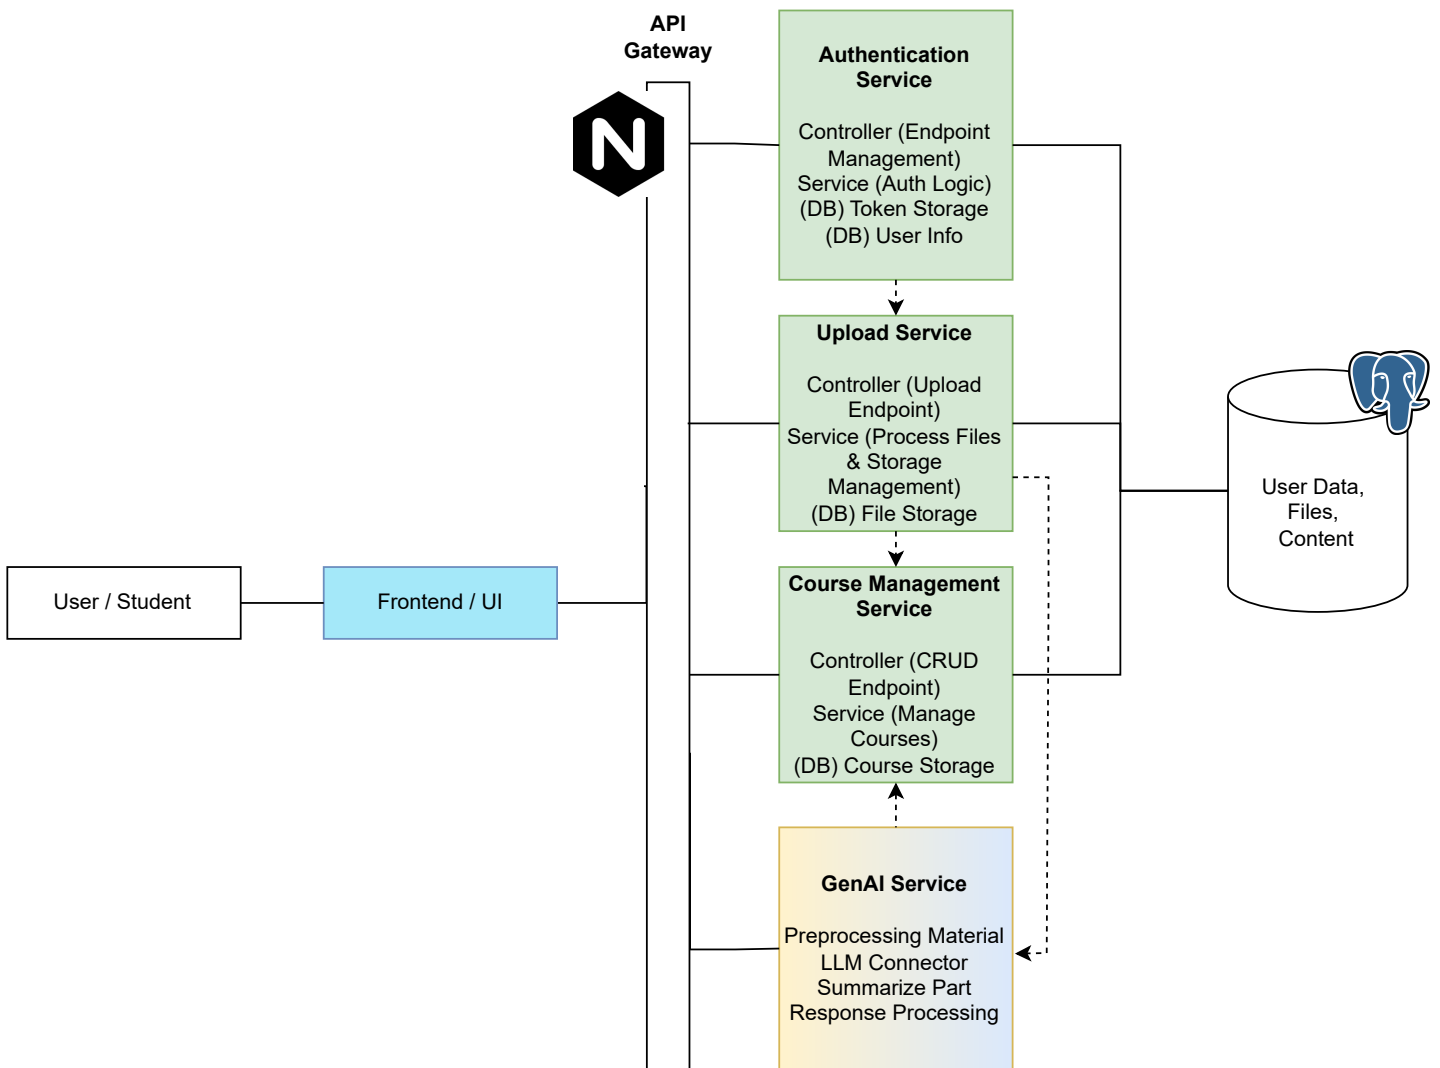 API
Gateway
N
Authentication
Service
Controller (Endpoint
Management)
Service (Auth Logic)
(DB) Token Storage
(DB) User Info
Upload Service
Controller (Upload
Endpoint)
Service (Process Files
& Storage
Management)
(DB) File Storage
User Data,
Files,
Content
User / Student
Frontend / UI
Course Management
Service
Controller (CRUD
Endpoint)
Service (Manage
Courses)
(DB) Course Storage
GenAI Service
Preprocessing Material
LLM Connector
Summarize Part
Response Processing